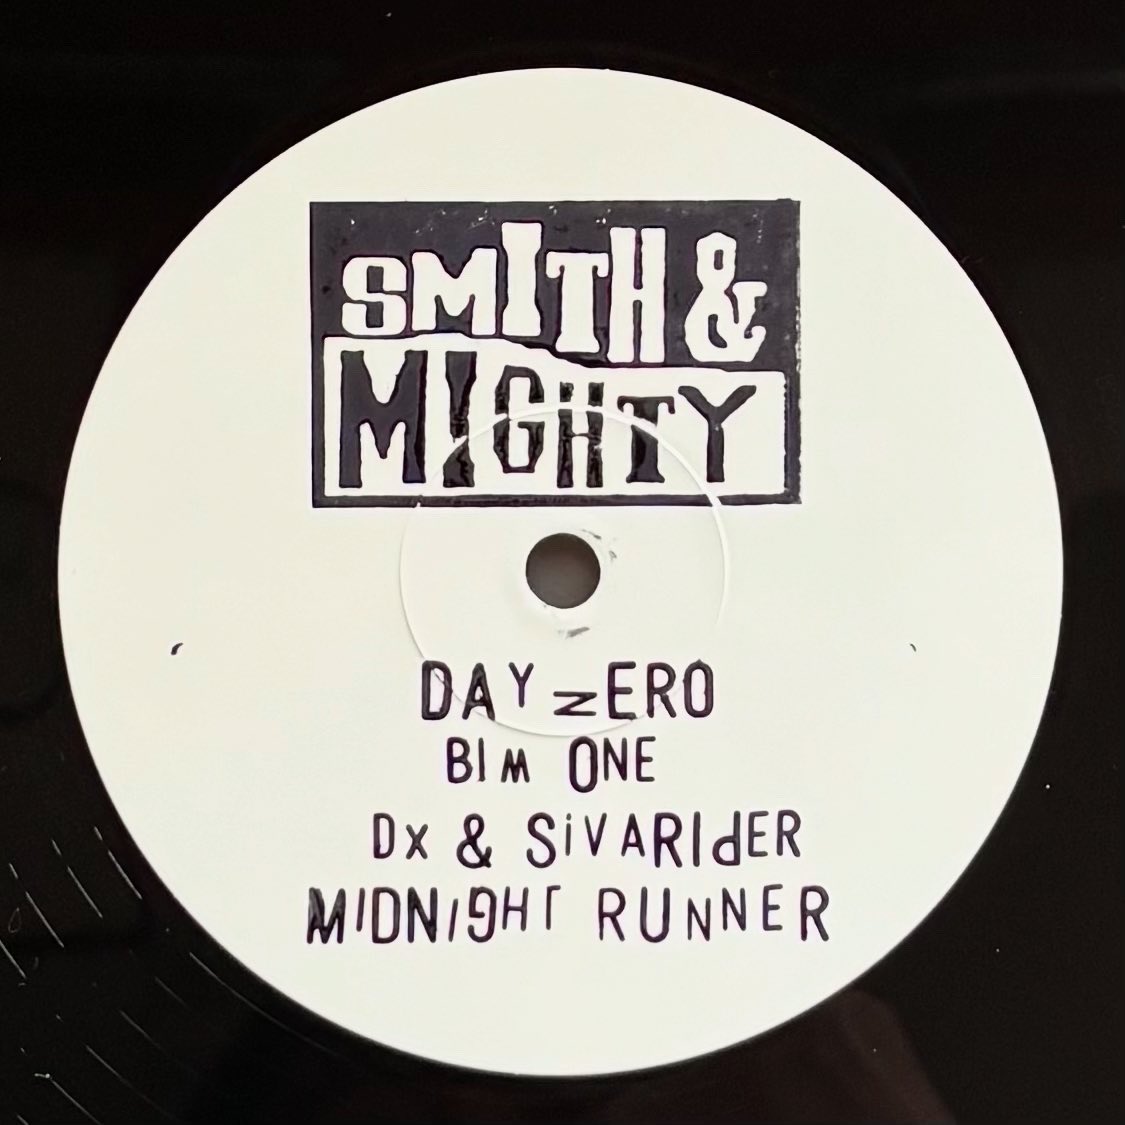 SMITH &
MIGHTY
DAY ZERO
BIM ONE
DX & SiVARIdER
MIDNiGHT RUNNER